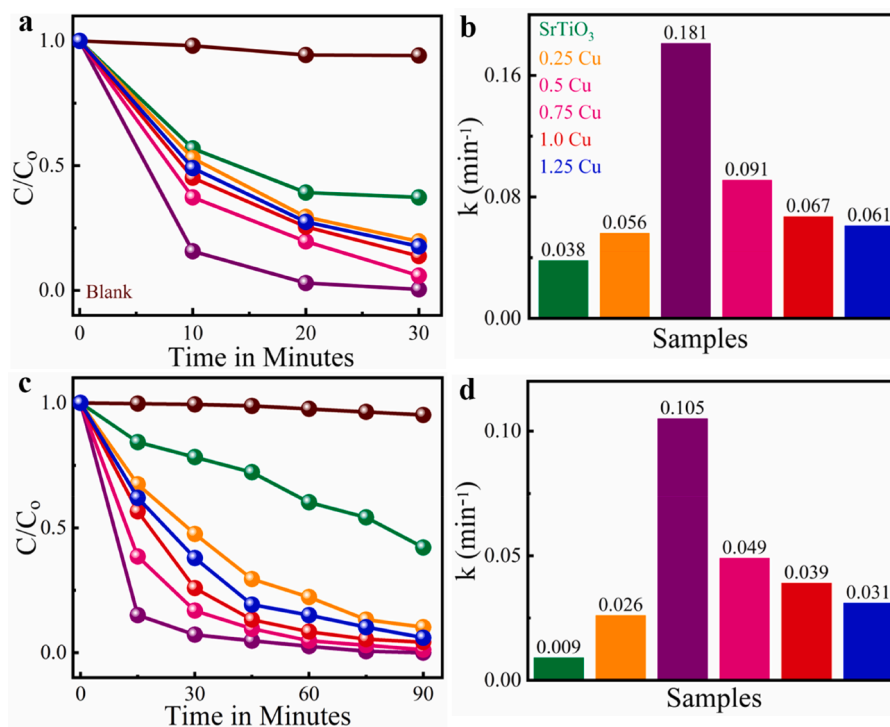 a
1.0
0.5
0.0
C/Co
Blank
0
10
20
30
Time in Minutes
b
SrTiO3
0.25 Cu
0.5 Cu
0.75 Cu
1.0 Cu
1.25 Cu
0.16
0.08
0.00
k (min-1)
0.038
0.056
0.181
0.091
0.067
0.061
Samples
c
1.0
0.5
0.0
C/Co
0
30
60
90
Time in Minutes
d
0.10
0.05
0.00
k (min-1)
0.009
0.026
0.105
0.049
0.039
0.031
Samples